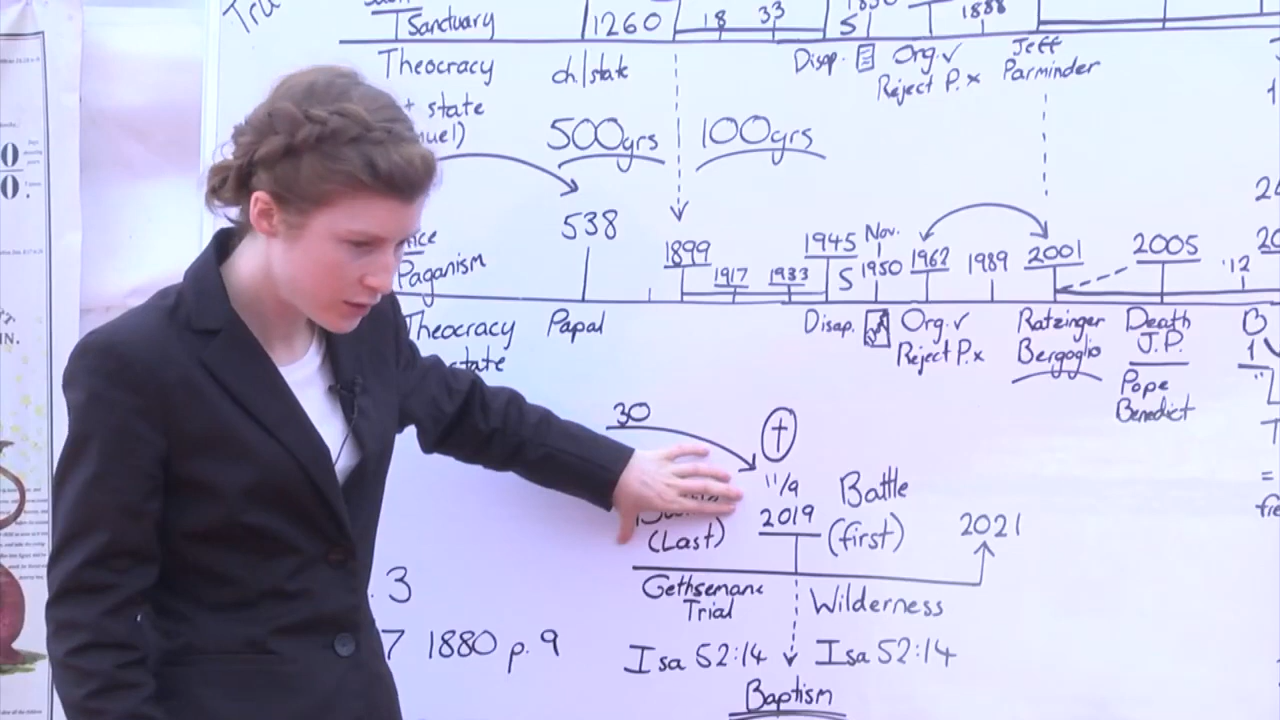 Sanctuary
1260
18
33
S
1888
Theocracy
ch./state
Disap.
Org.✓
Reject P.x
Jeff
Parminder
+ state
500yrs
100yrs
538
1899
1917
1933
1945
S
Nov.
1950
1962
1989
2001
2005
'12
Paganism
Theocracy
state
Papal
Disap.
Org.✓
Reject P.x
Ratzinger
Bergoglio
Death
J.P.
Pope
Benedict
B
1
30
11/9
2019
Battle
(first)
2021
(Last)
Gethsemane
Trial
Wilderness
. 3
7 1880 p. 9
Isa 52:14
Isa 52:14
Baptism